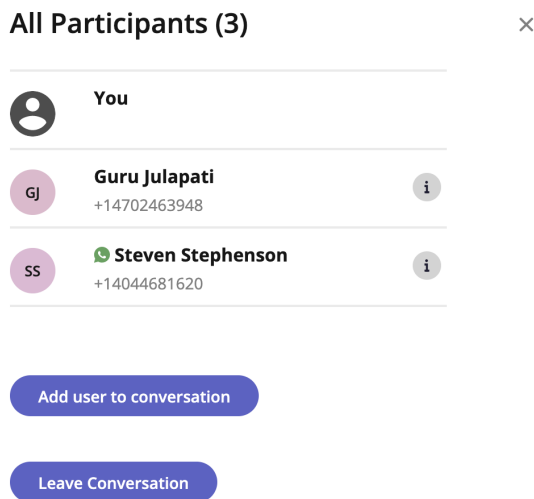 All Participants (3)
You
GJ
Guru Julapati
+14702463948
i
SS
Steven Stephenson
+14044681620
i
Add user to conversation
Leave Conversation